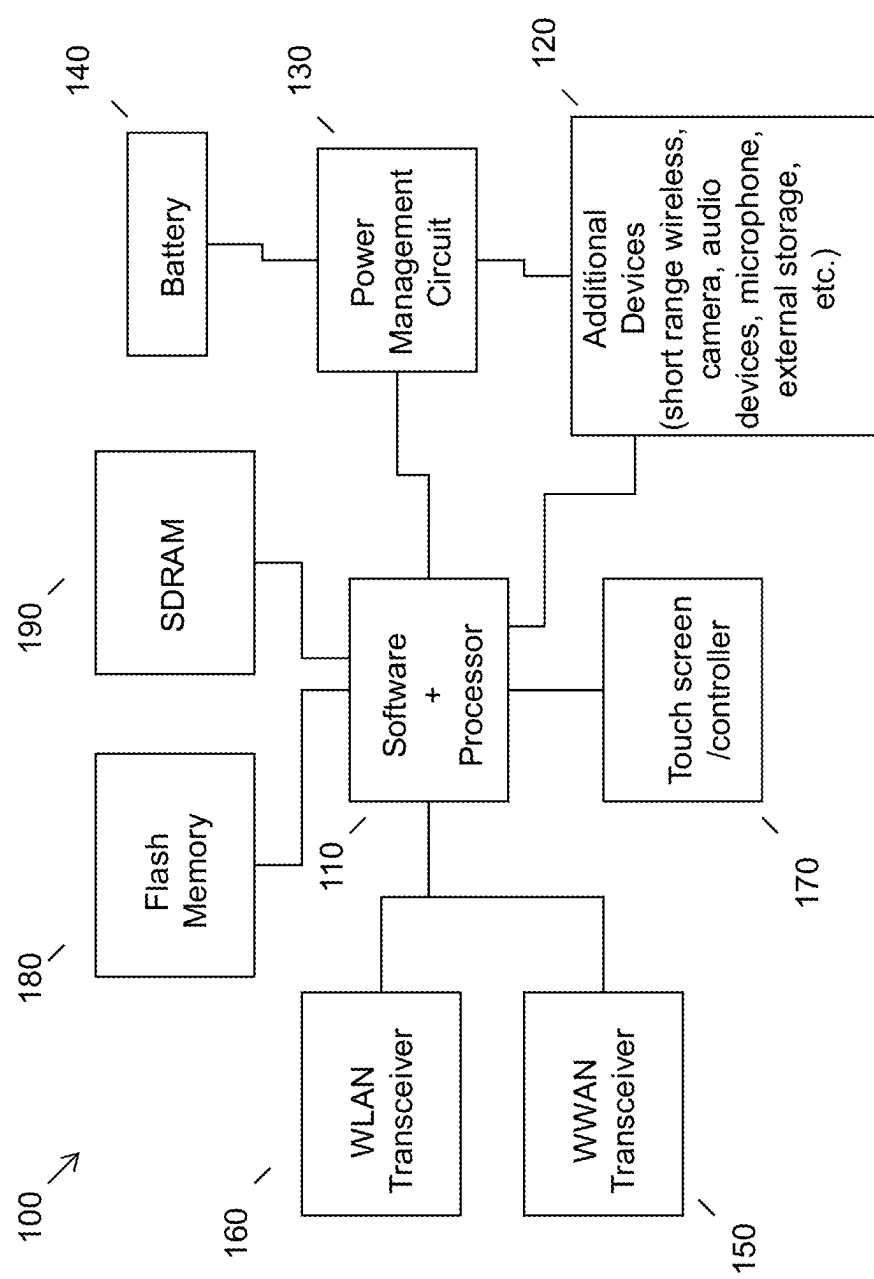 100
180
Flash
Memory
190
SDRAM
140
Battery
160
WLAN
Transceiver
110
Software
+
Processor
130
Power
Management
Circuit
150
WWAN
Transceiver
170
Touch screen
/controller
120
Additional
Devices
(short range wireless,
camera, audio
devices, microphone,
external storage,
etc.)